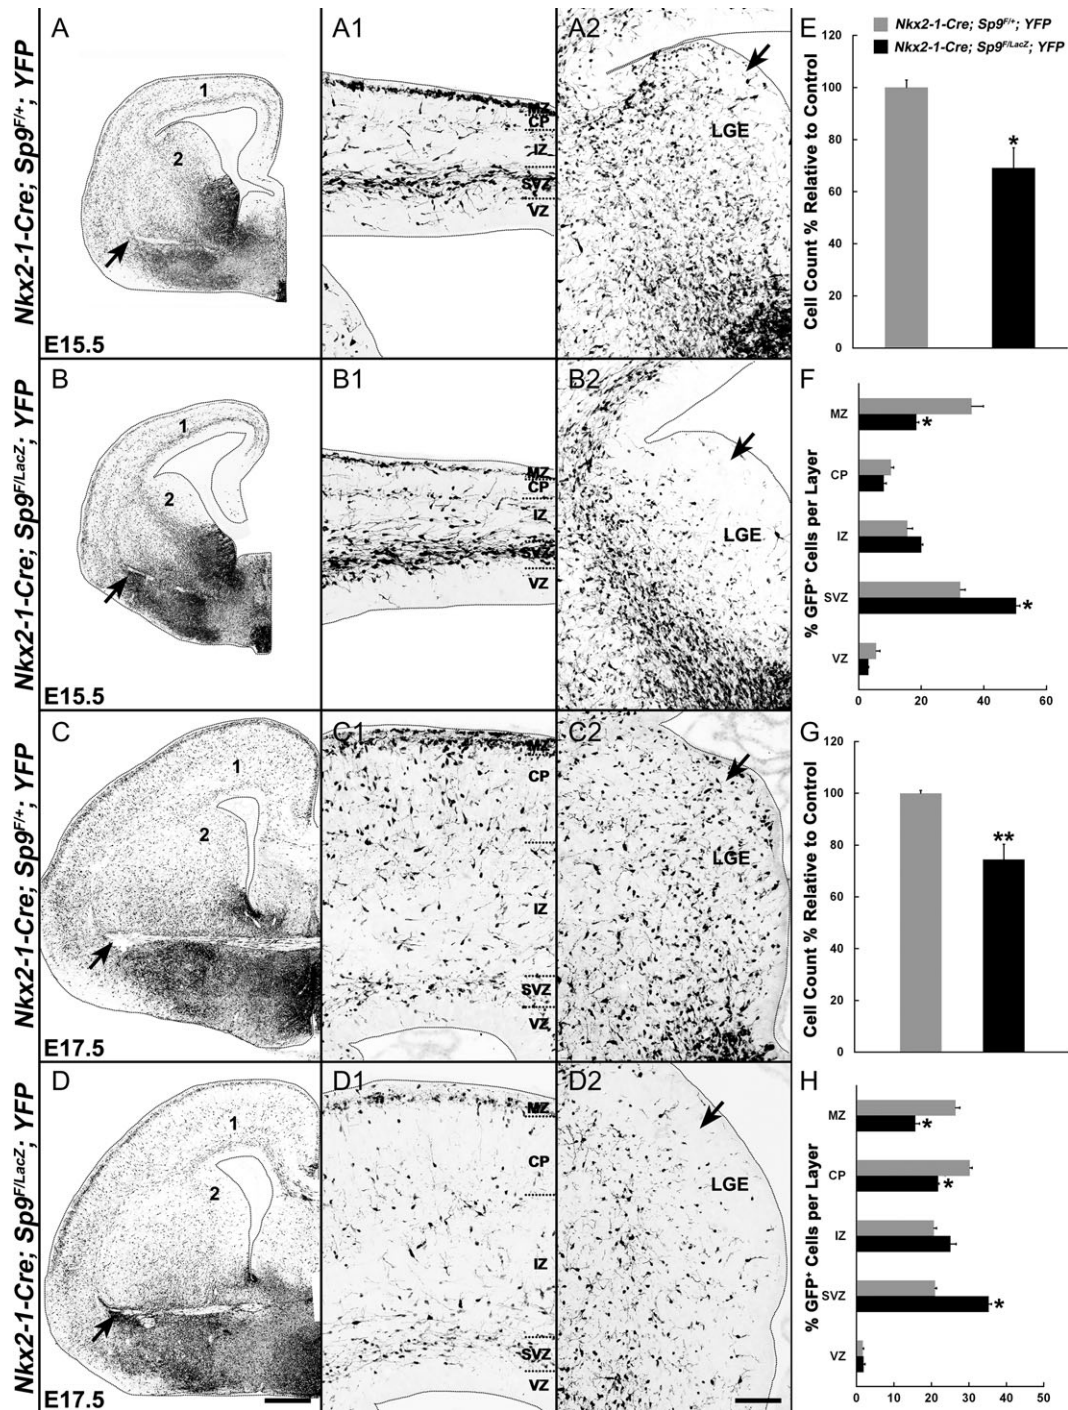 Nkx2-1-Cre; Sp9F/+; YFP
A
1
2
E15.5
A1
MZ
CP
IZ
SVZ
VZ
A2
LGE
E
Nkx2-1-Cre; Sp9F/+; YFP
Nkx2-1-Cre; Sp9F/LacZ; YFP
Cell Count % Relative to Control
120
100
80
60
40
20
0
*
Nkx2-1-Cre; Sp9F/LacZ; YFP
B
1
2
E15.5
B1
MZ
CP
IZ
SVZ
VZ
B2
LGE
F
% GFP+ Cells per Layer
MZ
*
CP
IZ
SVZ
*
VZ
0
20
40
60
Nkx2-1-Cre; Sp9F/+; YFP
C
1
2
E17.5
C1
MZ
CP
IZ
SVZ
VZ
C2
LGE
G
Cell Count % Relative to Control
120
100
80
60
40
20
0
**
Nkx2-1-Cre; Sp9F/LacZ; YFP
D
1
2
E17.5
D1
MZ
CP
IZ
SVZ
VZ
D2
LGE
H
% GFP+ Cells per Layer
MZ
*
CP
*
IZ
SVZ
*
VZ
0
10
20
30
40
50